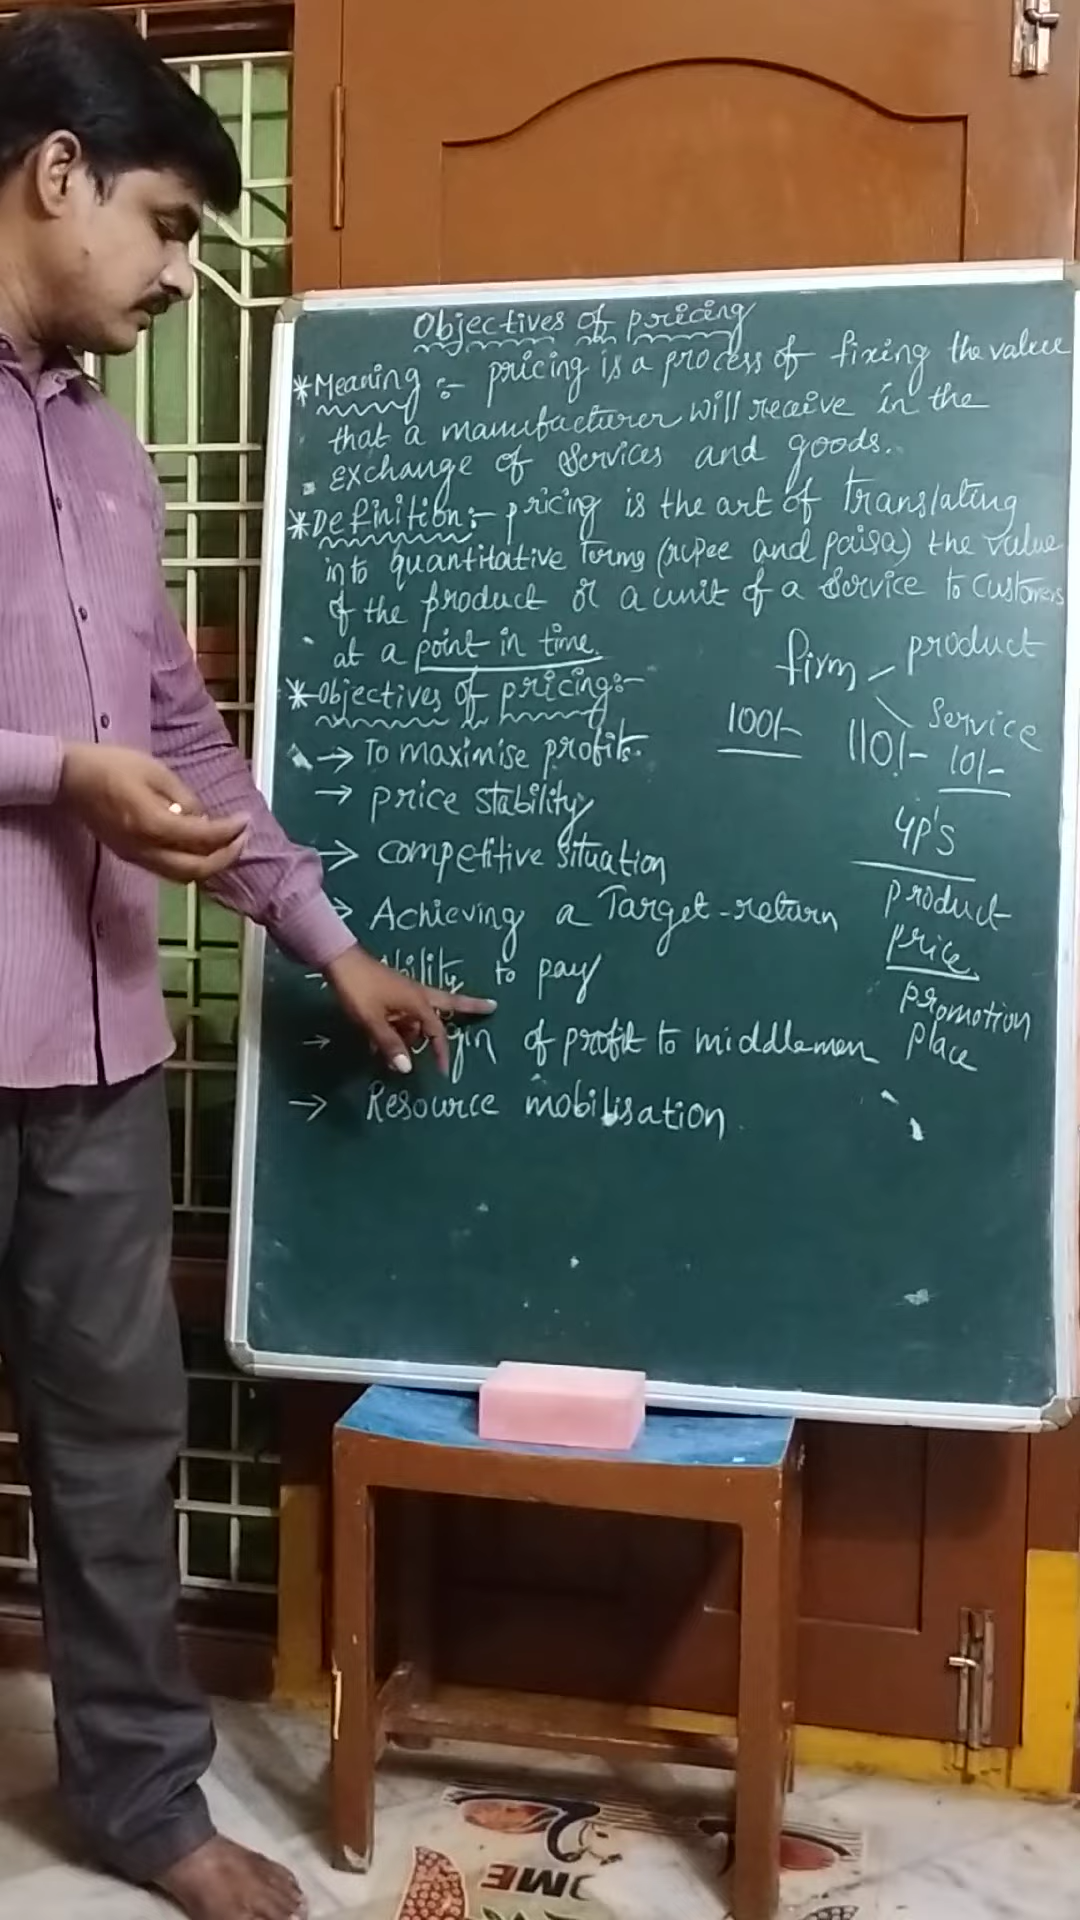 Objectives of pricing
*Meaning :- pricing is a process of fixing the value
that a manufacturer will receive in the
exchange of services and goods.
*Definition:- pricing is the art of Translating
into quantitative Terms (rupee and paisa) the value
of the product or a unit of a service to customers
at a point in time.
*Objectives of pricing:-
→ To maximise profits.
→ price stability
→ competitive situation
→ Achieving a Target-return
→ Ability to pay
→ of profit to middlemen
→ Resource mobilisation.
firm product
service
100/- 110/- 10/-
4p's
product
price
promotion
place